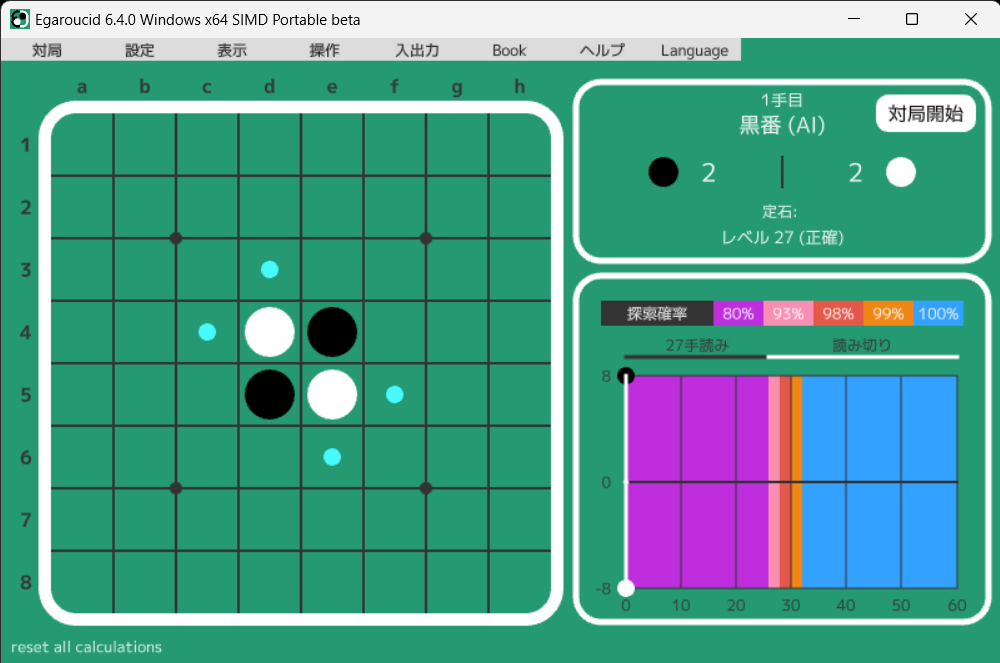 Egaroucid 6.4.0 Windows x64 SIMD Portable beta
対局 設定 表示 操作 入出力 Book ヘルプ Language
a b c d e f g h
1
2
3
4
5
6
7
8
1手目
黒番 (AI)
対局開始
2 2
定石:
レベル 27 (正確)
探索確率 80% 93% 98% 99% 100%
27手読み 読み切り
8
0
-8
0 10 20 30 40 50 60
reset all calculations